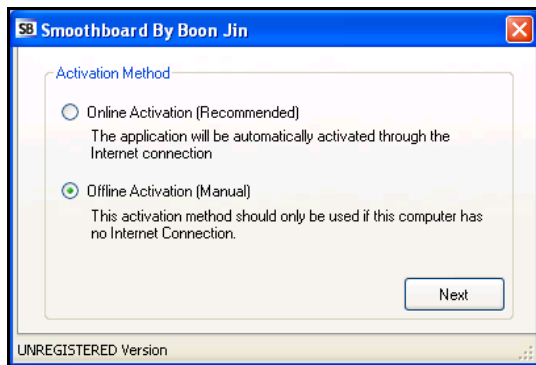 SB Smoothboard By Boon Jin
Activation Method
Online Activation (Recommended)
The application will be automatically activated through the
Internet connection
Offline Activation (Manual)
This activation method should only be used if this computer has
no Internet Connection.
Next
UNREGISTERED Version